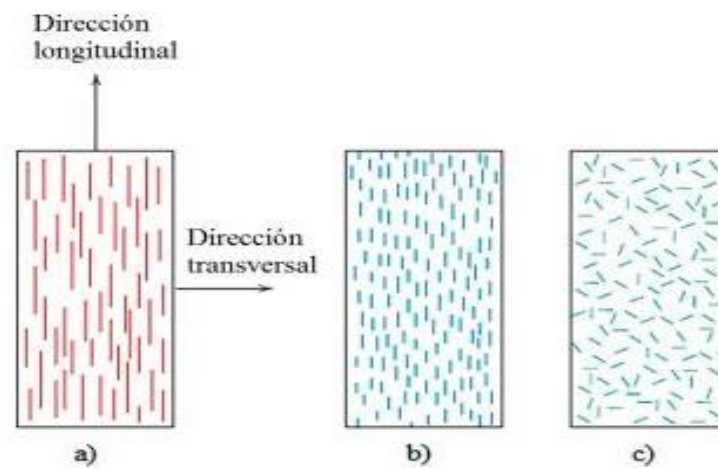 Dirección
longitudinal
Dirección
transversal
a)
b)
c)